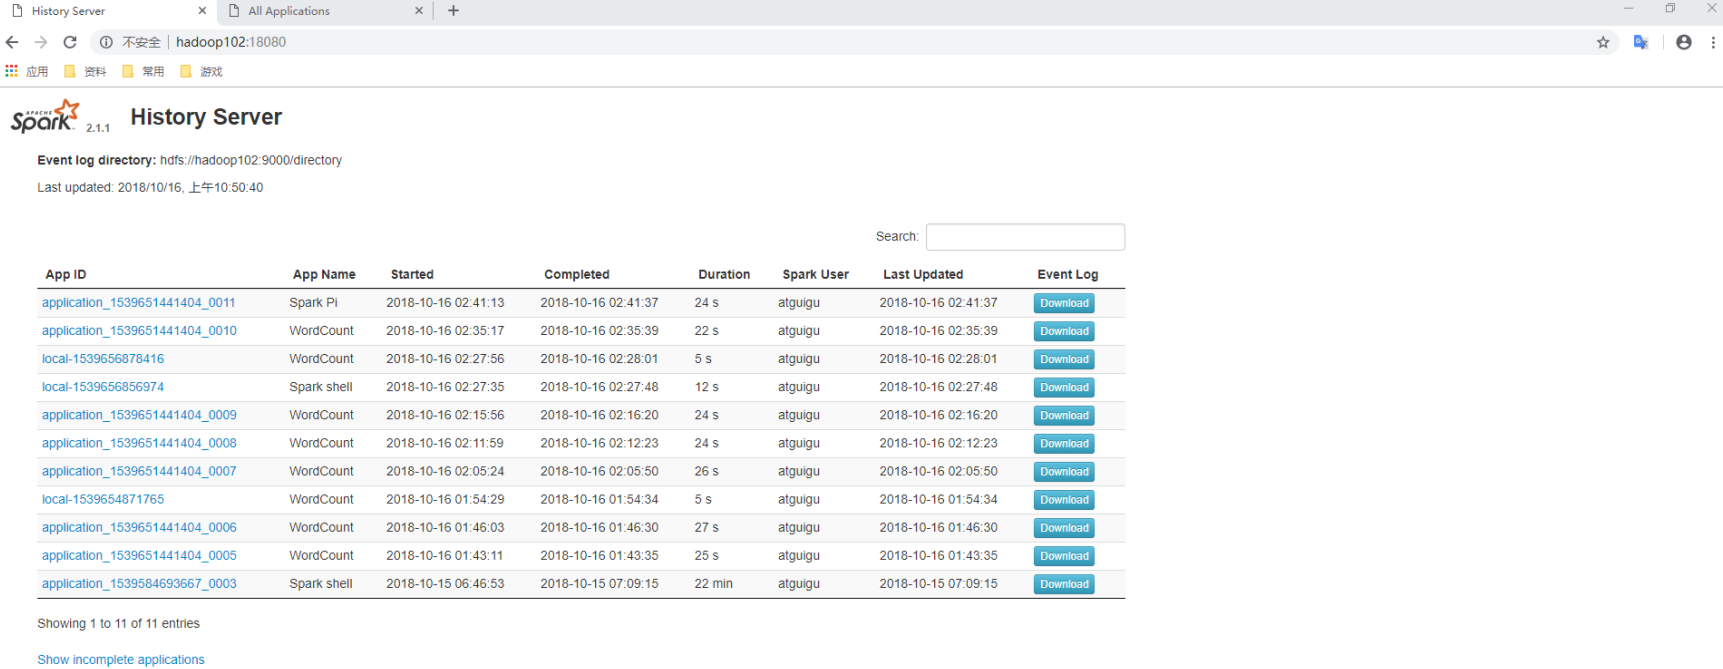 History Server All Applications
不安全 hadoop102:18080
应用 资料 常用 游戏
APACHE Spark 2.1.1 History Server
Event log directory: hdfs://hadoop102:9000/directory
Last updated: 2018/10/16, 上午10:50:40
Search:
App ID App Name Started Completed Duration Spark User Last Updated Event Log
application_1539651441404_0011 Spark Pi 2018-10-16 02:41:13 2018-10-16 02:41:37 24 s atguigu 2018-10-16 02:41:37 Download
application_1539651441404_0010 WordCount 2018-10-16 02:35:17 2018-10-16 02:35:39 22 s atguigu 2018-10-16 02:35:39 Download
local-1539656878416 WordCount 2018-10-16 02:27:56 2018-10-16 02:28:01 5 s atguigu 2018-10-16 02:28:01 Download
local-1539656856974 Spark shell 2018-10-16 02:27:35 2018-10-16 02:27:48 12 s atguigu 2018-10-16 02:27:48 Download
application_1539651441404_0009 WordCount 2018-10-16 02:15:56 2018-10-16 02:16:20 24 s atguigu 2018-10-16 02:16:20 Download
application_1539651441404_0008 WordCount 2018-10-16 02:11:59 2018-10-16 02:12:23 24 s atguigu 2018-10-16 02:12:23 Download
application_1539651441404_0007 WordCount 2018-10-16 02:05:24 2018-10-16 02:05:50 26 s atguigu 2018-10-16 02:05:50 Download
local-1539654871765 WordCount 2018-10-16 01:54:29 2018-10-16 01:54:34 5 s atguigu 2018-10-16 01:54:34 Download
application_1539651441404_0006 WordCount 2018-10-16 01:46:03 2018-10-16 01:46:30 27 s atguigu 2018-10-16 01:46:30 Download
application_1539651441404_0005 WordCount 2018-10-16 01:43:11 2018-10-16 01:43:35 25 s atguigu 2018-10-16 01:43:35 Download
application_1539584693667_0003 Spark shell 2018-10-15 06:46:53 2018-10-15 07:09:15 22 min atguigu 2018-10-15 07:09:15 Download
Showing 1 to 11 of 11 entries
Show incomplete applications